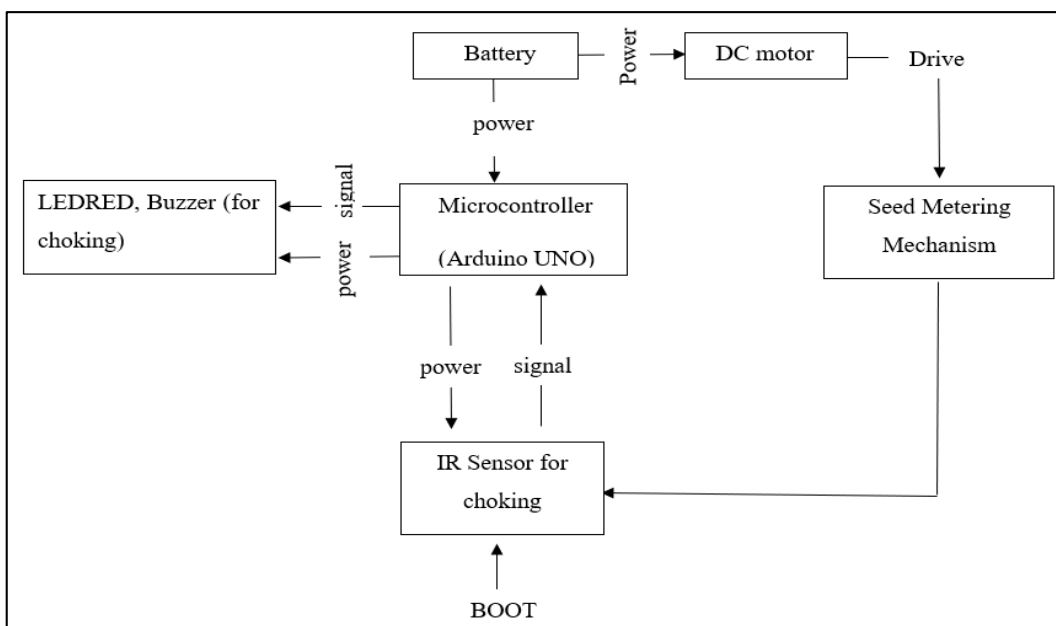 Battery
Power
DC motor
Drive
power
LEDRED, Buzzer (for
choking)
signal
power
Microcontroller
(Arduino UNO)
Seed Metering
Mechanism
power
signal
IR Sensor for
choking
BOOT